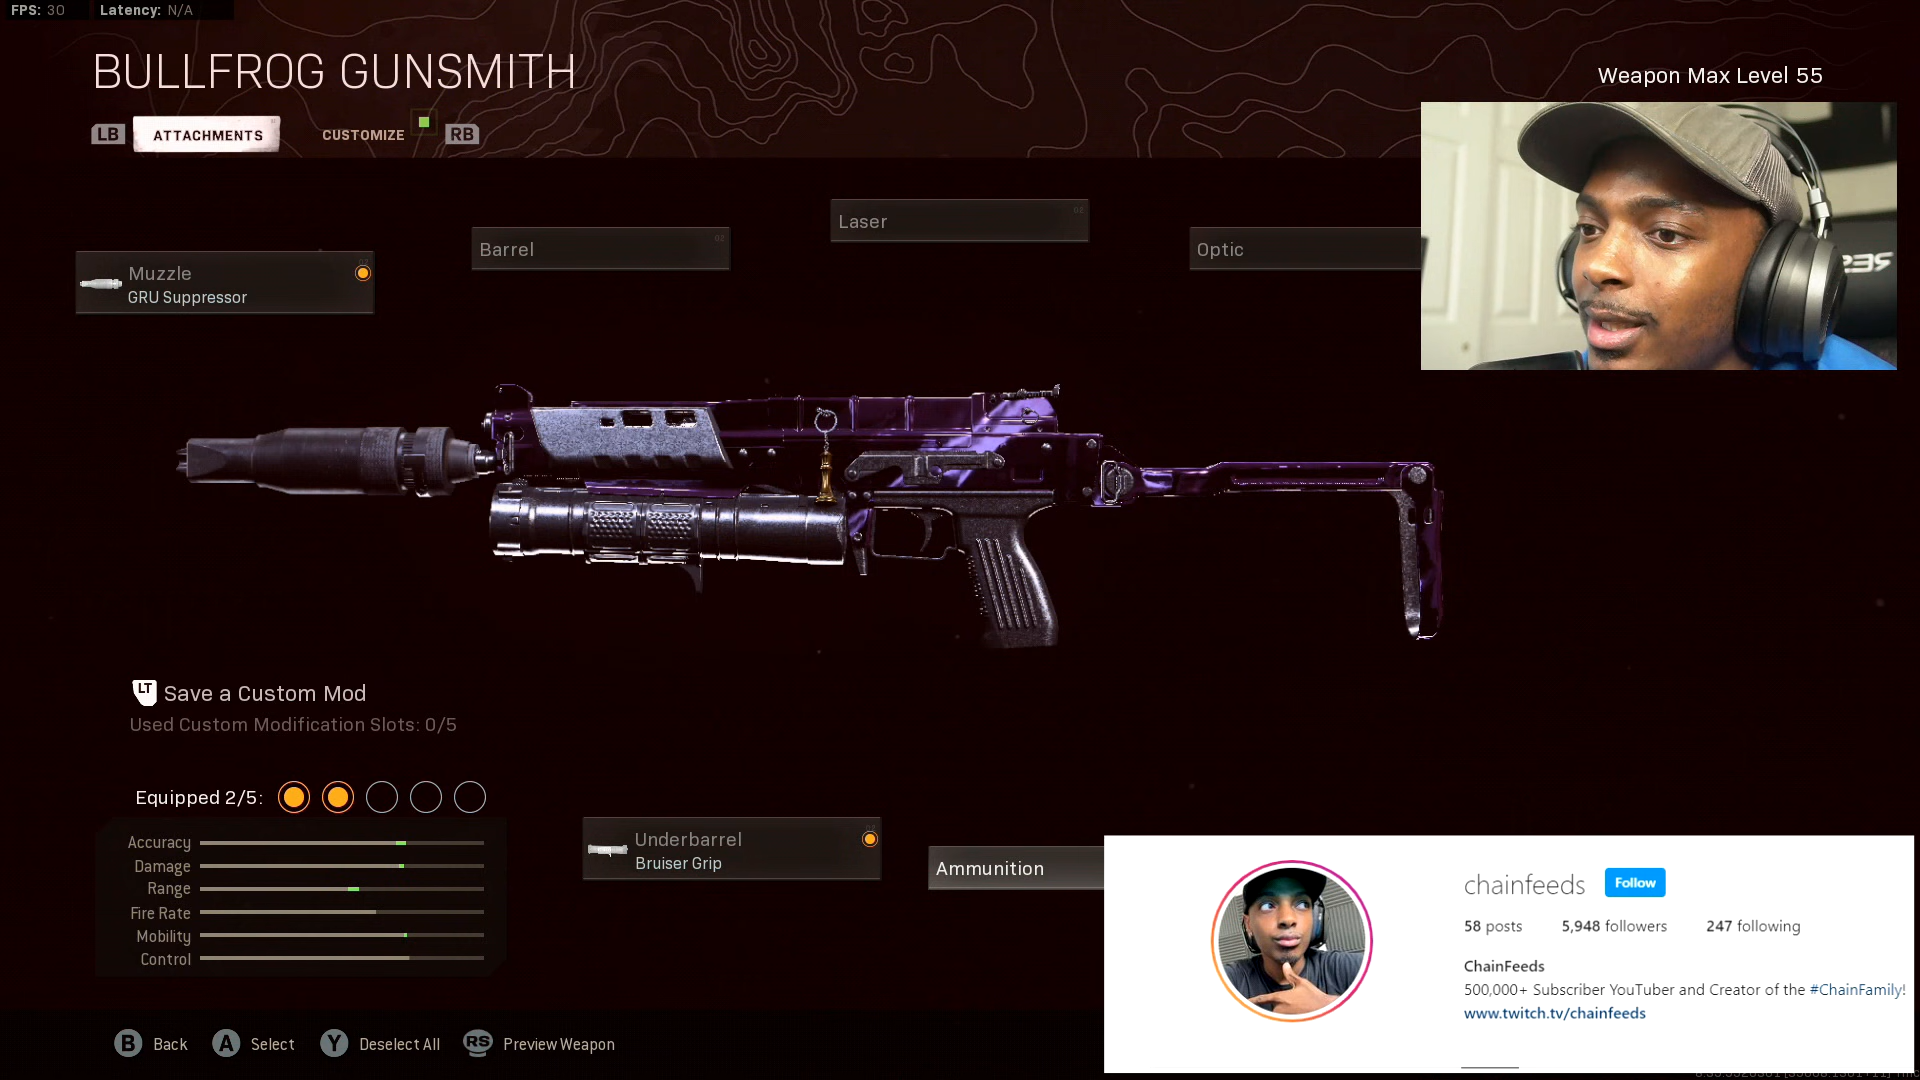 FPS: 30 Latency: N/A
BULLFROG GUNSMITH
Weapon Max Level 55
LB ATTACHMENTS CUSTOMIZE RB
Laser
Barrel
Optic
Muzzle
GRU Suppressor
LT Save a Custom Mod
Used Custom Modification Slots: 0/5
Equipped 2/5:
Accuracy
Damage
Range
Fire Rate
Mobility
Control
Underbarrel
Bruiser Grip
Ammunition
chainfeeds Follow
58 posts 5,948 followers 247 following
ChainFeeds
500,000+ Subscriber YouTuber and Creator of the #ChainFamily!
www.twitch.tv/chainfeeds
B Back A Select Y Deselect All RS Preview Weapon